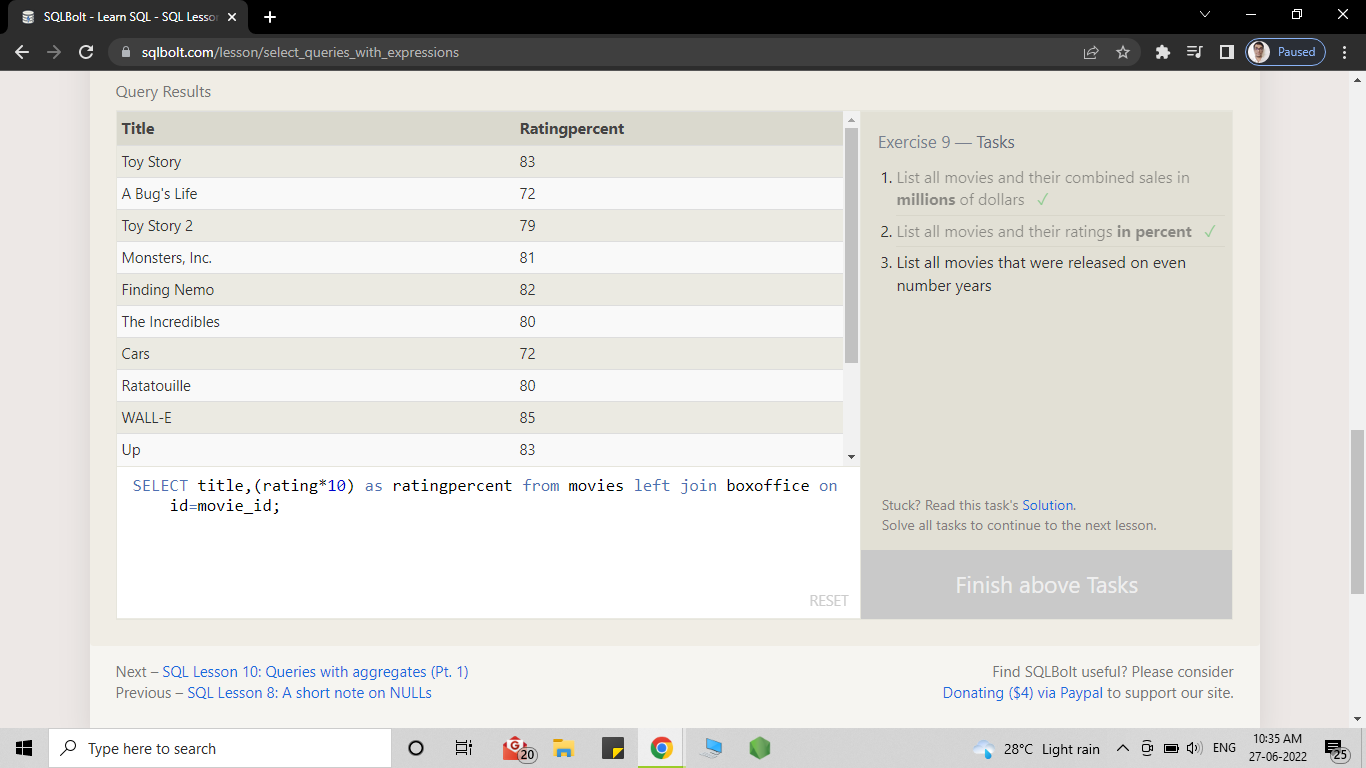 SQLBolt - Learn SQL - SQL Lesson
sqlbolt.com/lesson/select_queries_with_expressions
Paused
Query Results
Title Ratingpercent
Toy Story 83
A Bug's Life 72
Toy Story 2 79
Monsters, Inc. 81
Finding Nemo 82
The Incredibles 80
Cars 72
Ratatouille 80
WALL-E 85
Up 83
SELECT title,(rating*10) as ratingpercent from movies left join boxoffice on
id=movie_id;
RESET
Exercise 9 — Tasks
1. List all movies and their combined sales in
millions of dollars ✓
2. List all movies and their ratings in percent ✓
3. List all movies that were released on even
number years
Stuck? Read this task's Solution.
Solve all tasks to continue to the next lesson.
Finish above Tasks
Next – SQL Lesson 10: Queries with aggregates (Pt. 1)
Previous – SQL Lesson 8: A short note on NULLs
Find SQLBolt useful? Please consider
Donating ($4) via Paypal to support our site.
Type here to search
G
20
28°C Light rain
ENG
10:35 AM
27-06-2022
25